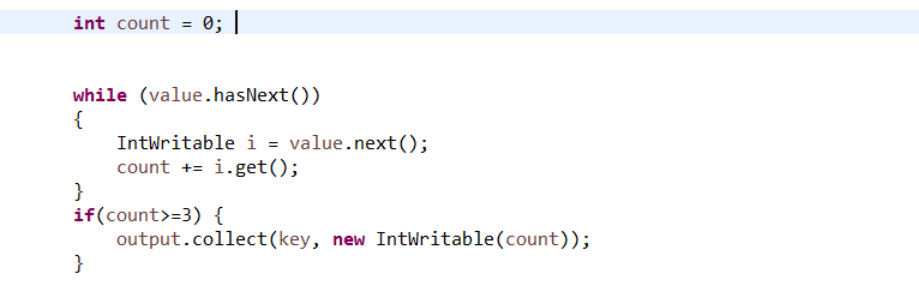 int count = 0;
while (value.hasNext())
{
IntWritable i = value.next();
count += i.get();
}
if(count>=3) {
output.collect(key, new IntWritable(count));
}